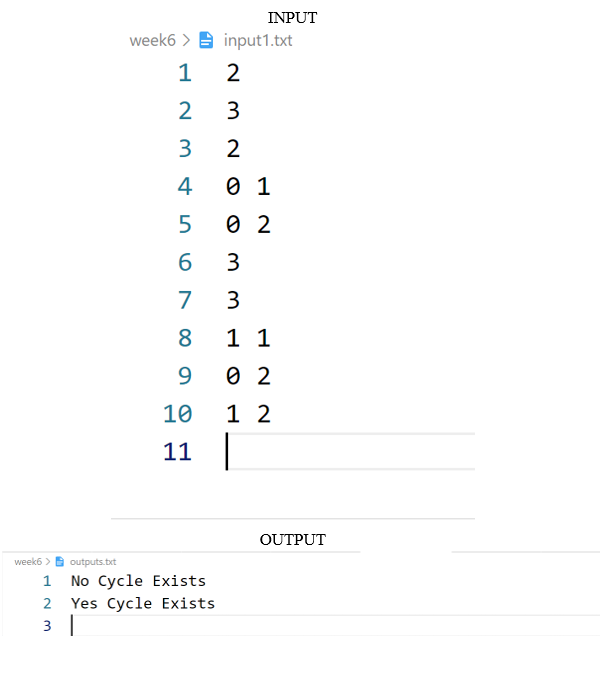 INPUT
week6 > input1.txt
1 2
2 3
3 2
4 0 1
5 0 2
6 3
7 3
8 1 1
9 0 2
10 1 2
11
OUTPUT
week6 > outputs.txt
1 No Cycle Exists
2 Yes Cycle Exists
3